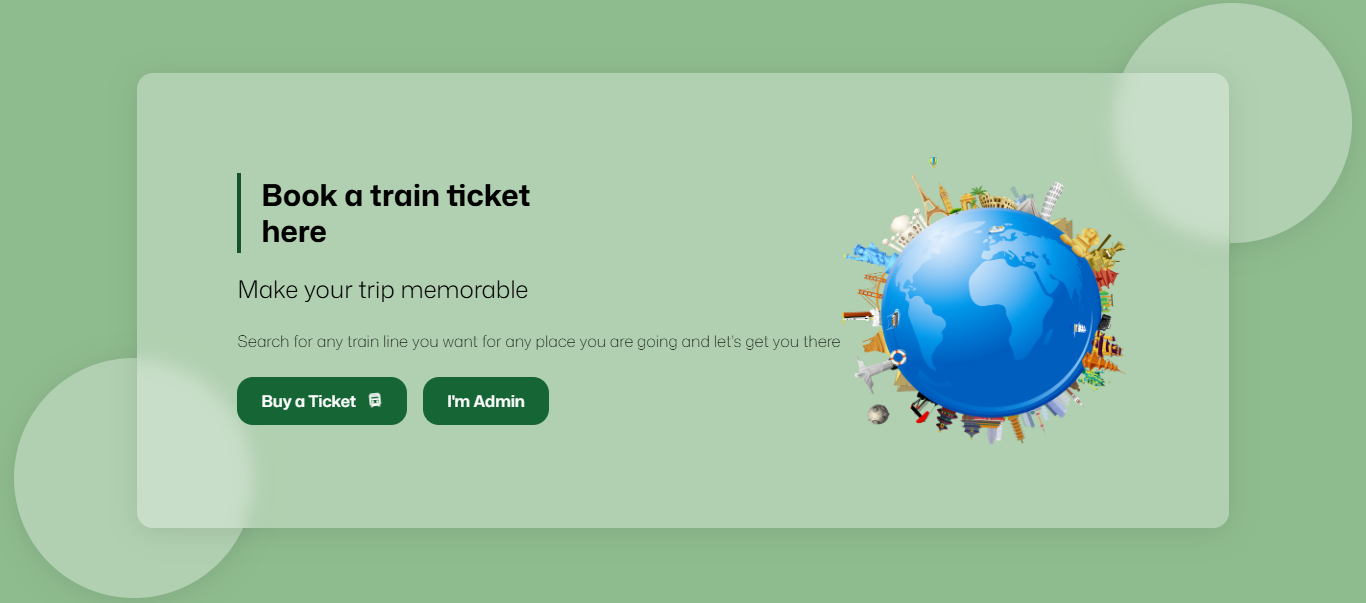 Book a train ticket
here
Make your trip memorable
Search for any train line you want for any place you are going and let's get you there
Buy a Ticket
I'm Admin